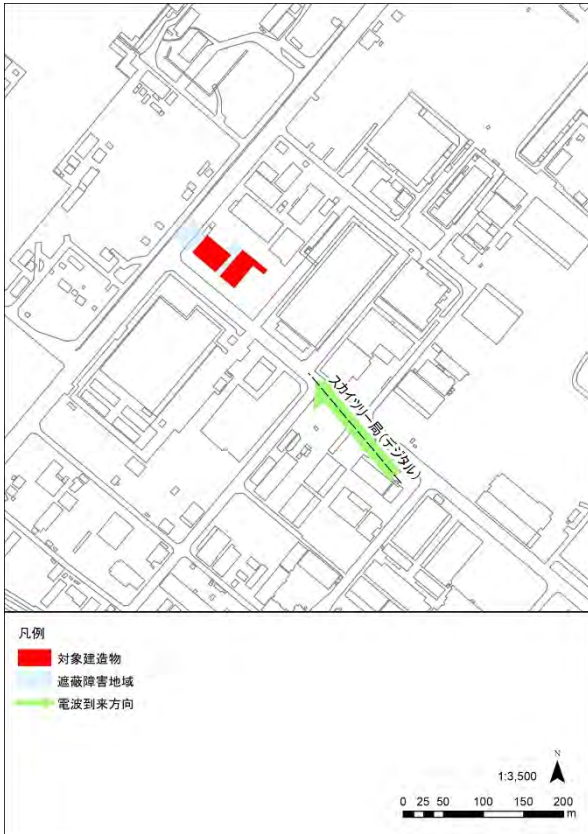 スカイツリー局(デジタル)
凡例
対象建造物
遮蔽障害地域
電波到来方向
N
1:3,500
0 25 50 100 150 200
m